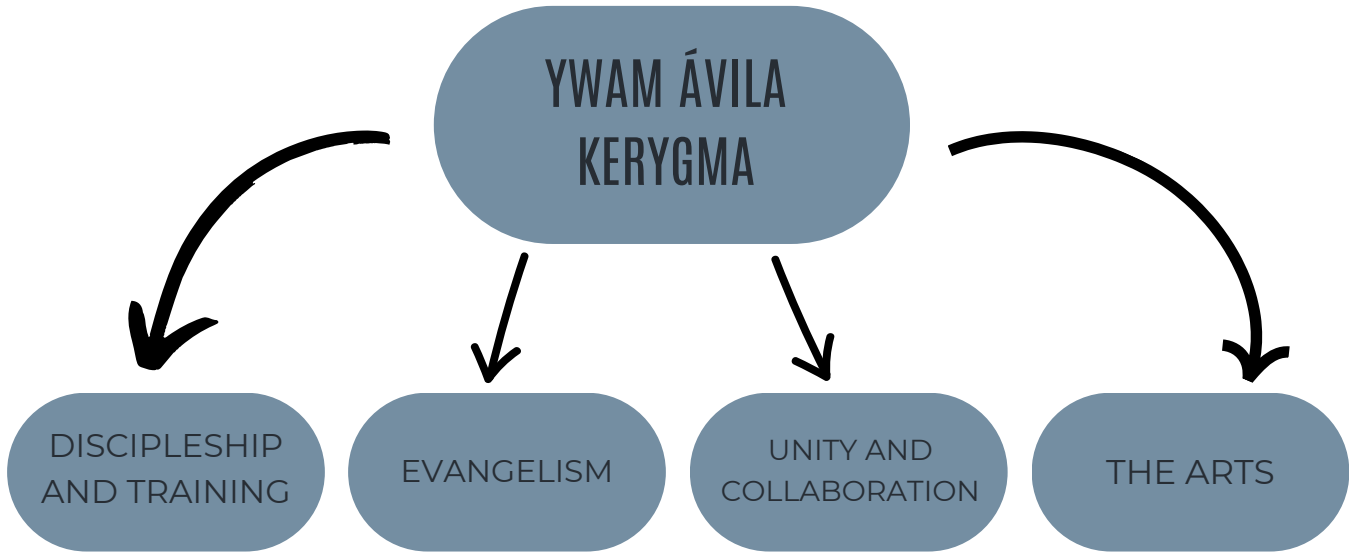 YWAM ÁVILA
KERYGMA
DISCIPLESHIP
AND TRAINING
EVANGELISM
UNITY AND
COLLABORATION
THE ARTS